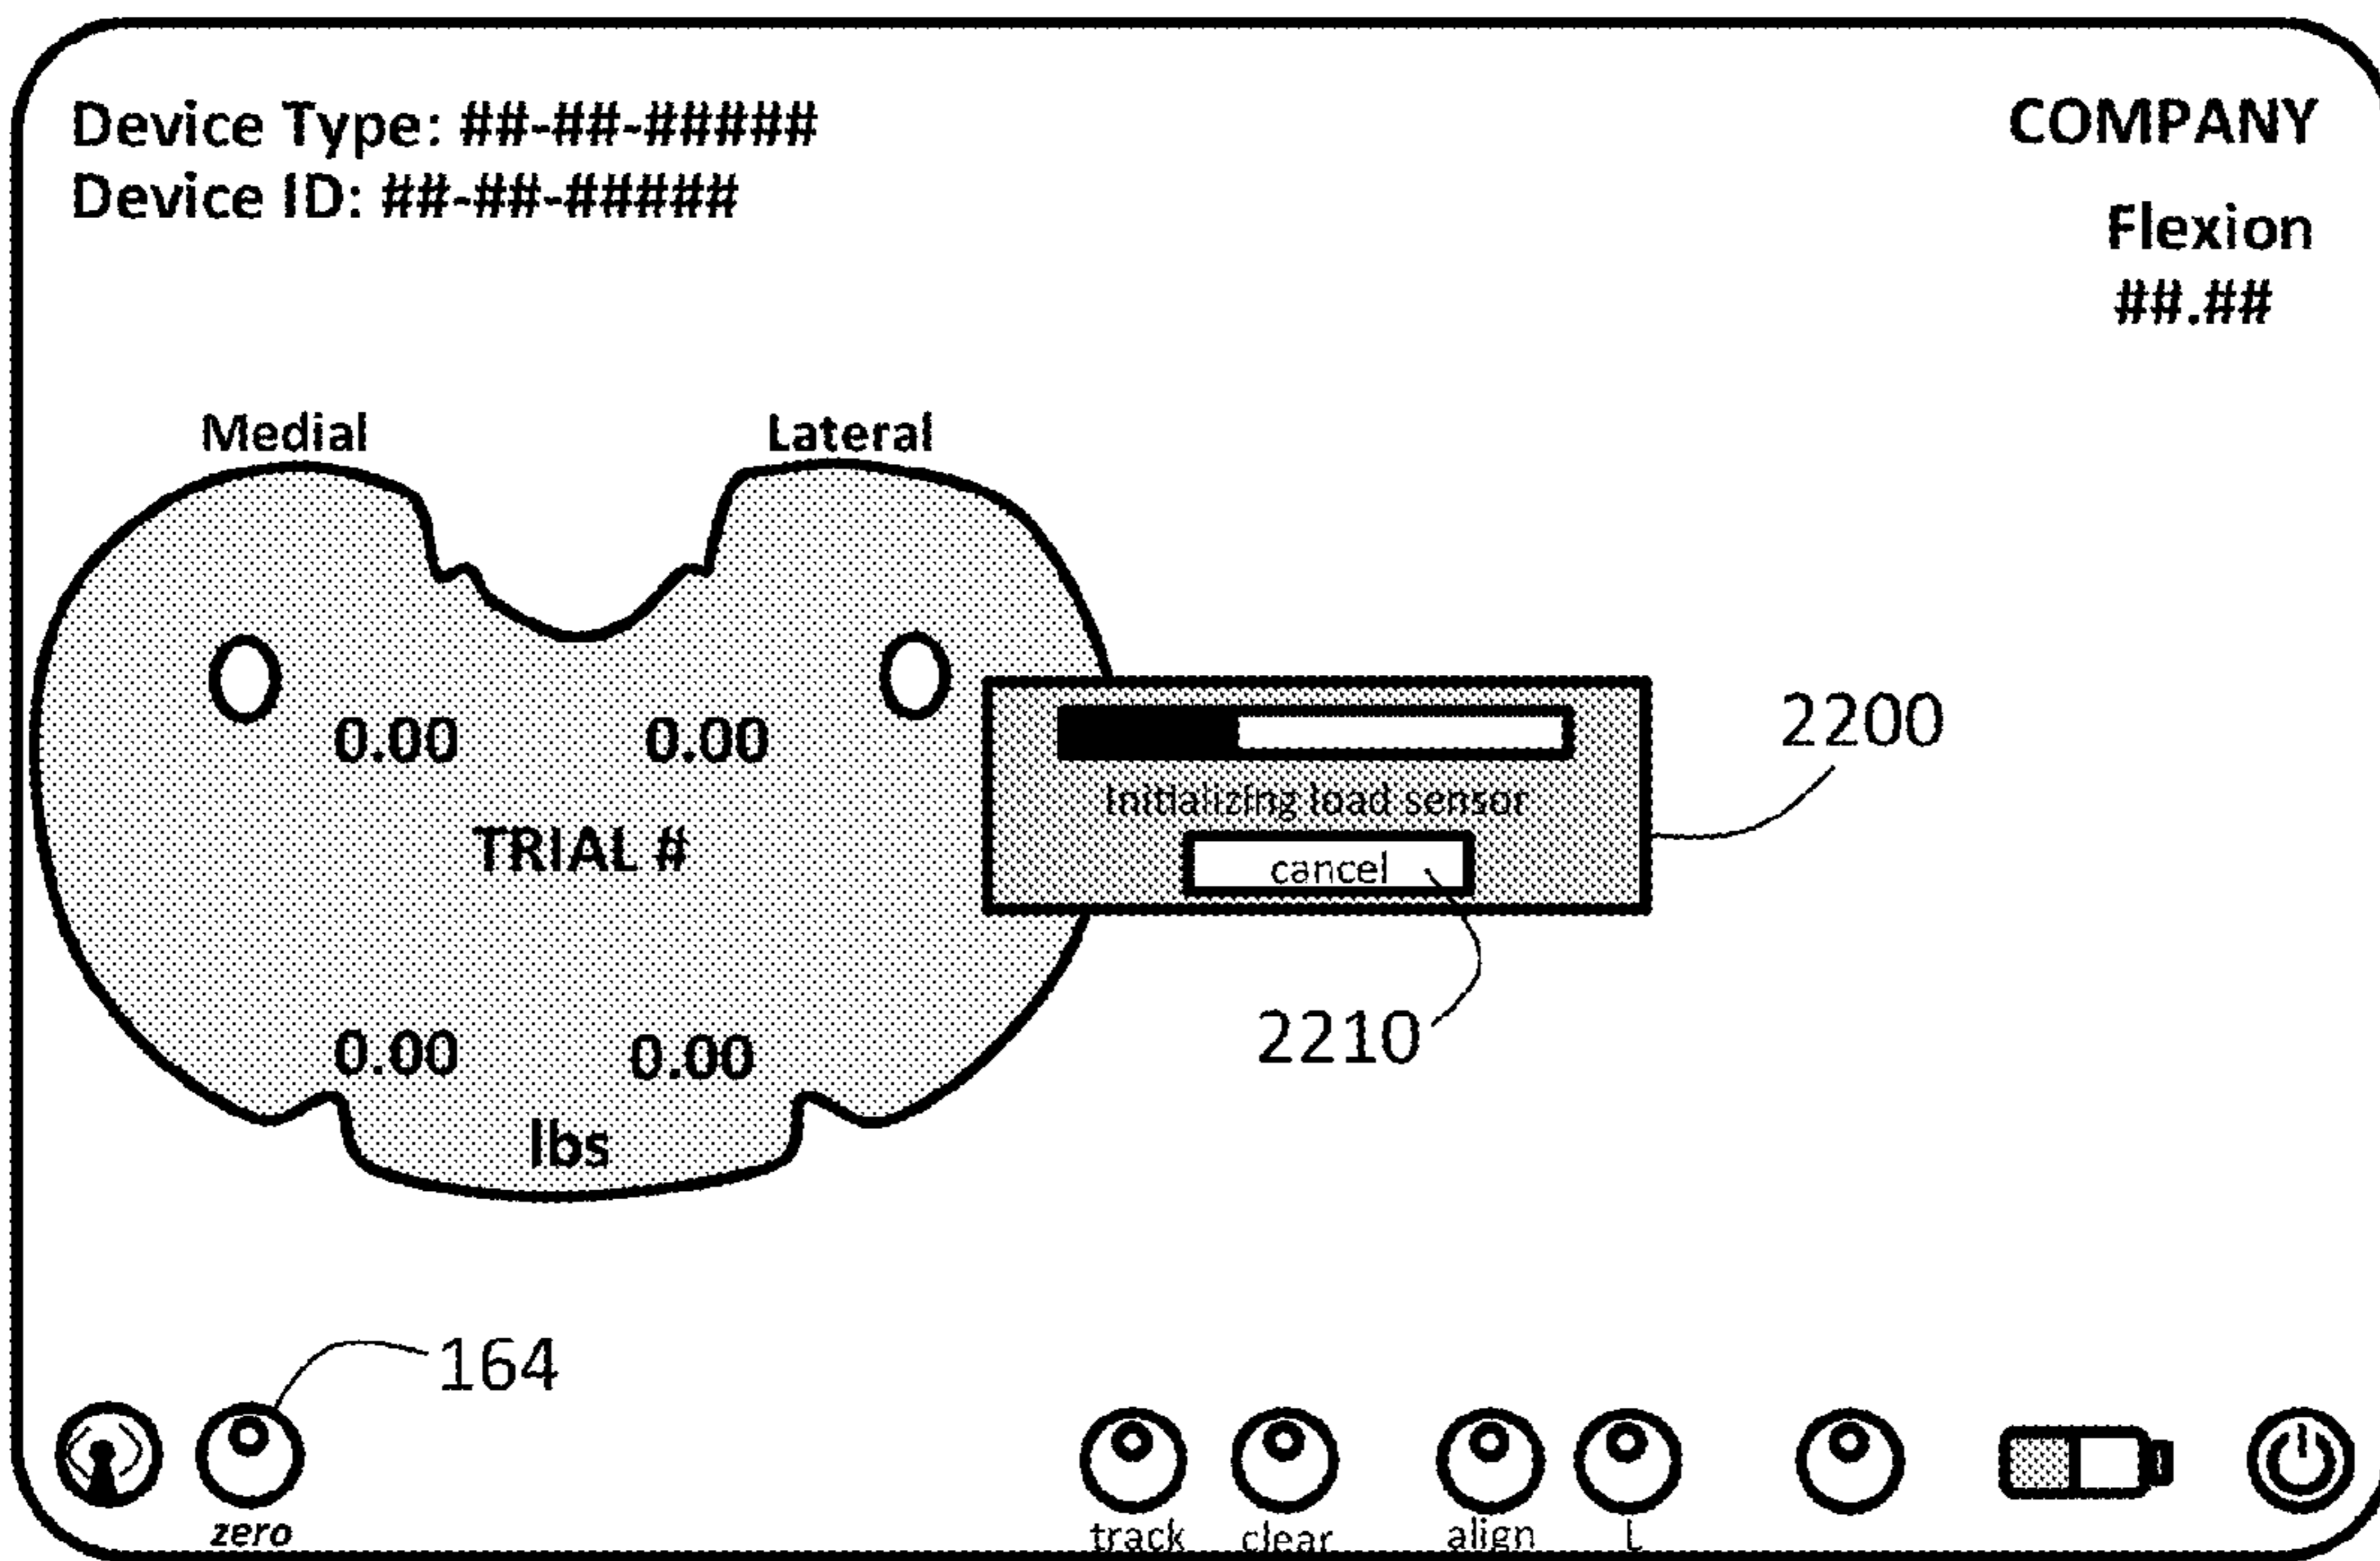 Device Type: ##-##-#####
COMPANY
Device ID: ##-##-#####
Flexion
##.##
Medial
Lateral
0.00
0.00
2200
Initializing load sensor
TRIAL #
cancel
2210
0.00
0.00
lbs
164
zero
track
clear
align
L